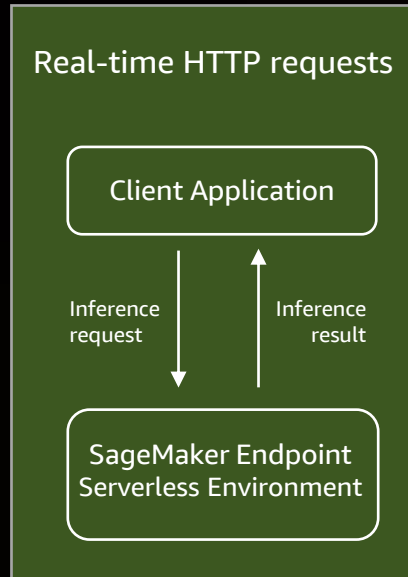 Real-time HTTP requests
Client Application
Inference
request
Inference
result
SageMaker Endpoint
Serverless Environment